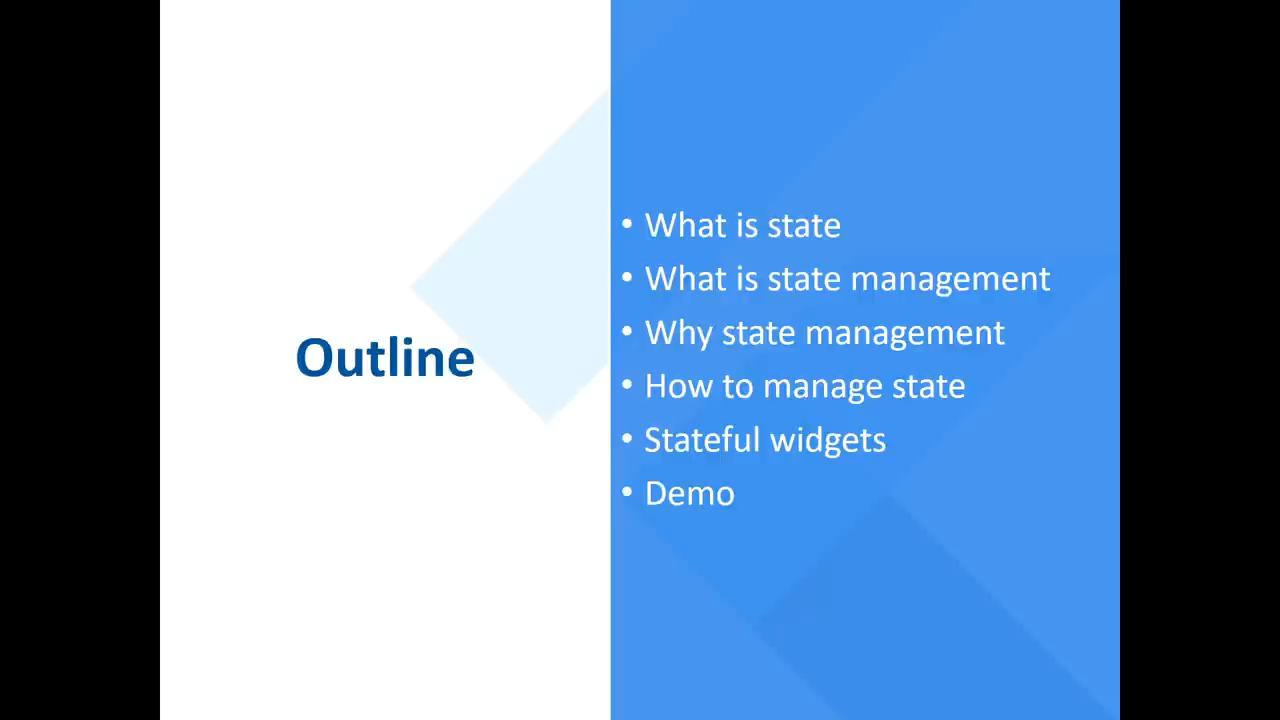 Outline
• What is state
• What is state management
• Why state management
• How to manage state
• Stateful widgets
• Demo